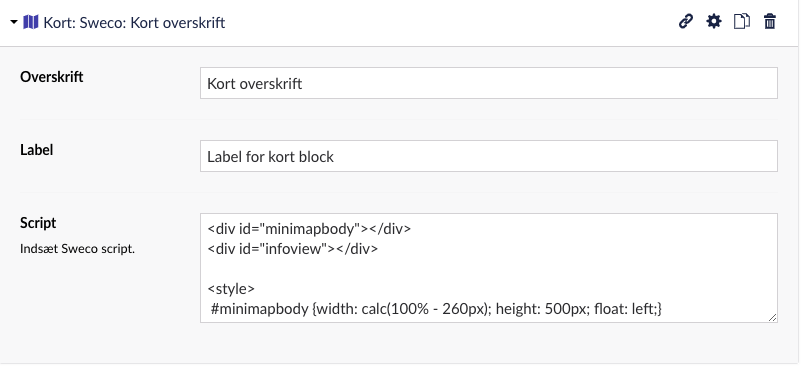 Kort: Sweco: Kort overskrift
Overskrift
Kort overskrift
Label
Label for kort block
Script
Indsæt Sweco script.
<div id="minimapbody"></div>
<div id="infoview"></div>
<style>
#minimapbody {width: calc(100% - 260px); height: 500px; float: left;}